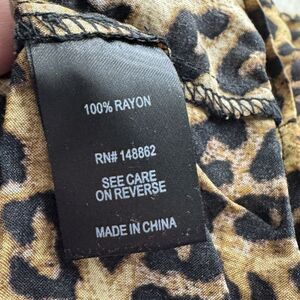 100% RAYON
RN# 148862
SEE CARE
ON REVERSE
MADE IN CHINA